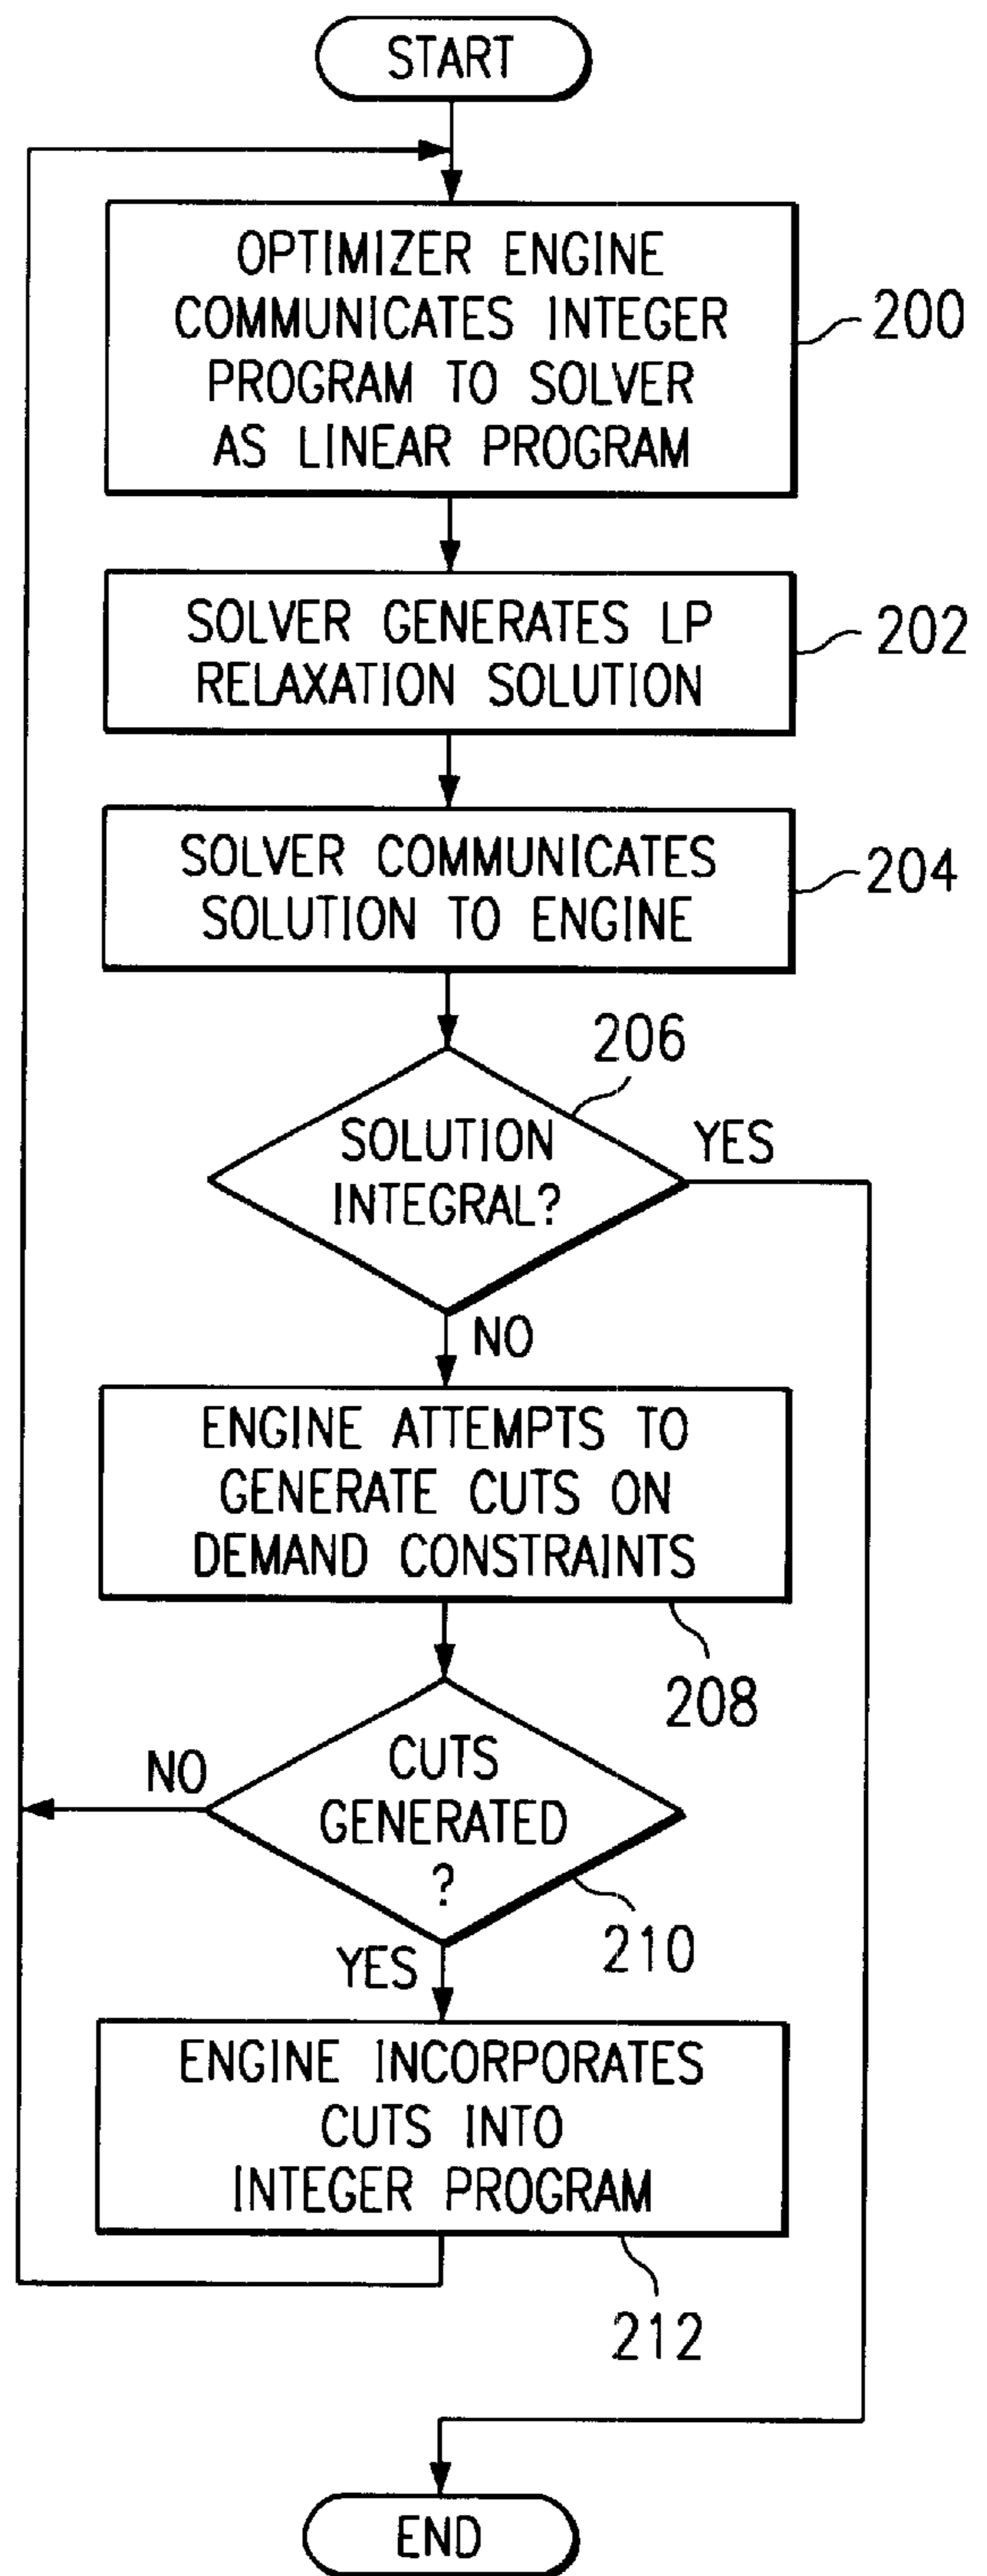 START
OPTIMIZER ENGINE
COMMUNICATES INTEGER
PROGRAM TO SOLVER
AS LINEAR PROGRAM
200
SOLVER GENERATES LP
RELAXATION SOLUTION
202
SOLVER COMMUNICATES
SOLUTION TO ENGINE
204
206
SOLUTION
INTEGRAL?
YES
NO
ENGINE ATTEMPTS TO
GENERATE CUTS ON
DEMAND CONSTRAINTS
208
CUTS
GENERATED
?
NO
210
YES
ENGINE INCORPORATES
CUTS INTO
INTEGER PROGRAM
212
END